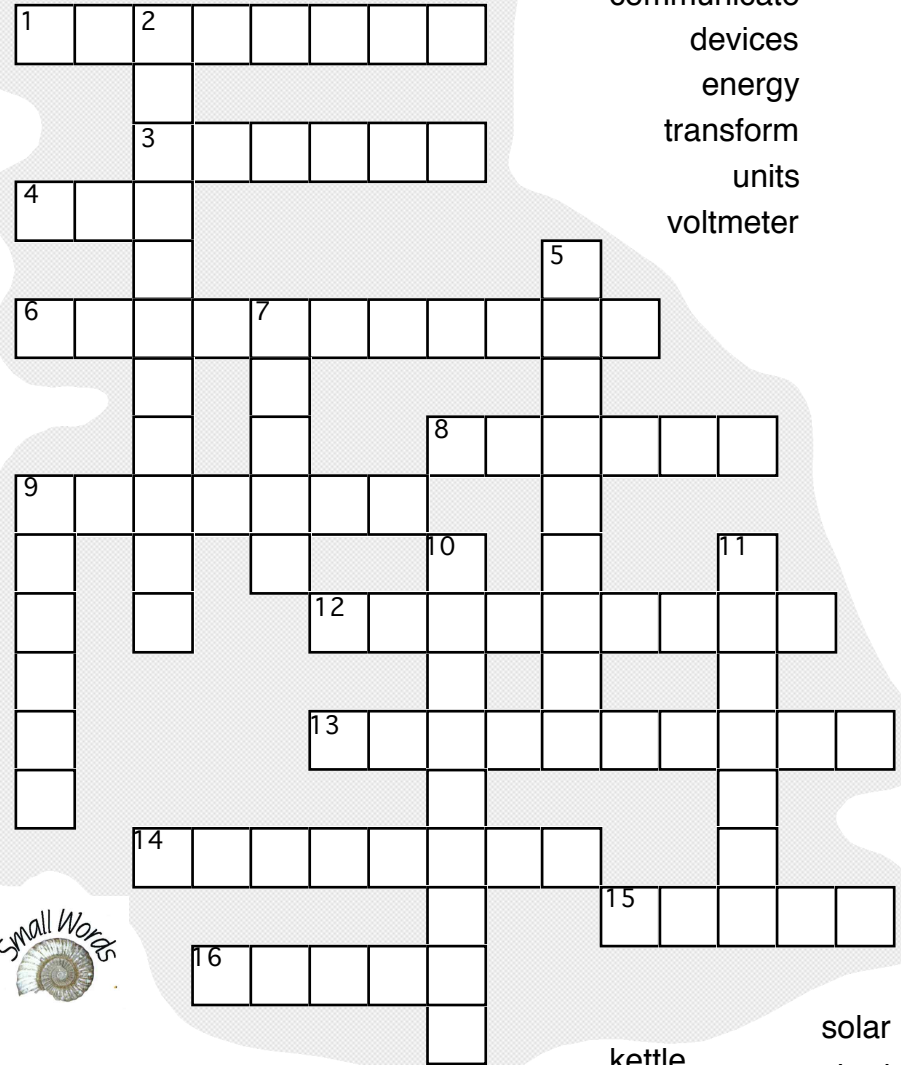 communicate
1 2
devices
energy
3
transform
units
4
voltmeter
5
6 7
8
9
10 11
12
13
14
15
Small Words
16
solar
kettle